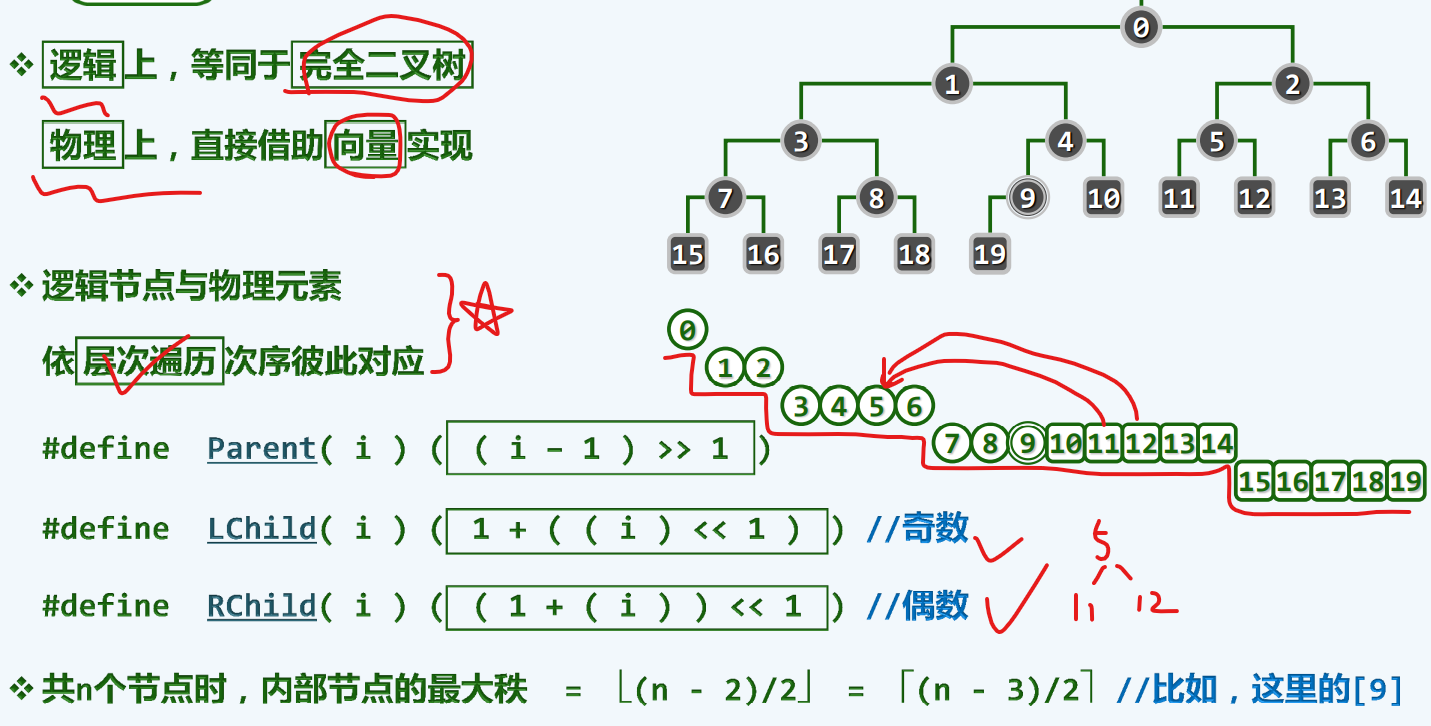 逻辑上，等同于完全二叉树
物理上，直接借助向量实现
逻辑节点与物理元素
依层次遍历次序彼此对应
#define Parent( i ) ( ( i - 1 ) >> 1 )
#define LChild( i ) ( 1 + ( ( i ) << 1 ) ) //奇数
#define RChild( i ) ( ( 1 + ( i ) ) << 1 ) //偶数
共n个节点时，内部节点的最大秩 = ⌊(n - 2)/2⌋ = ⌈(n - 3)/2⌉ //比如，这里的[9]
0
1 2
3 4 5 6
7 8 9 10 11 12 13 14
15 16 17 18 19
0
1 2
3 4 5 6
7 8 9 10 11 12 13 14
15 16 17 18 19
5
11 12